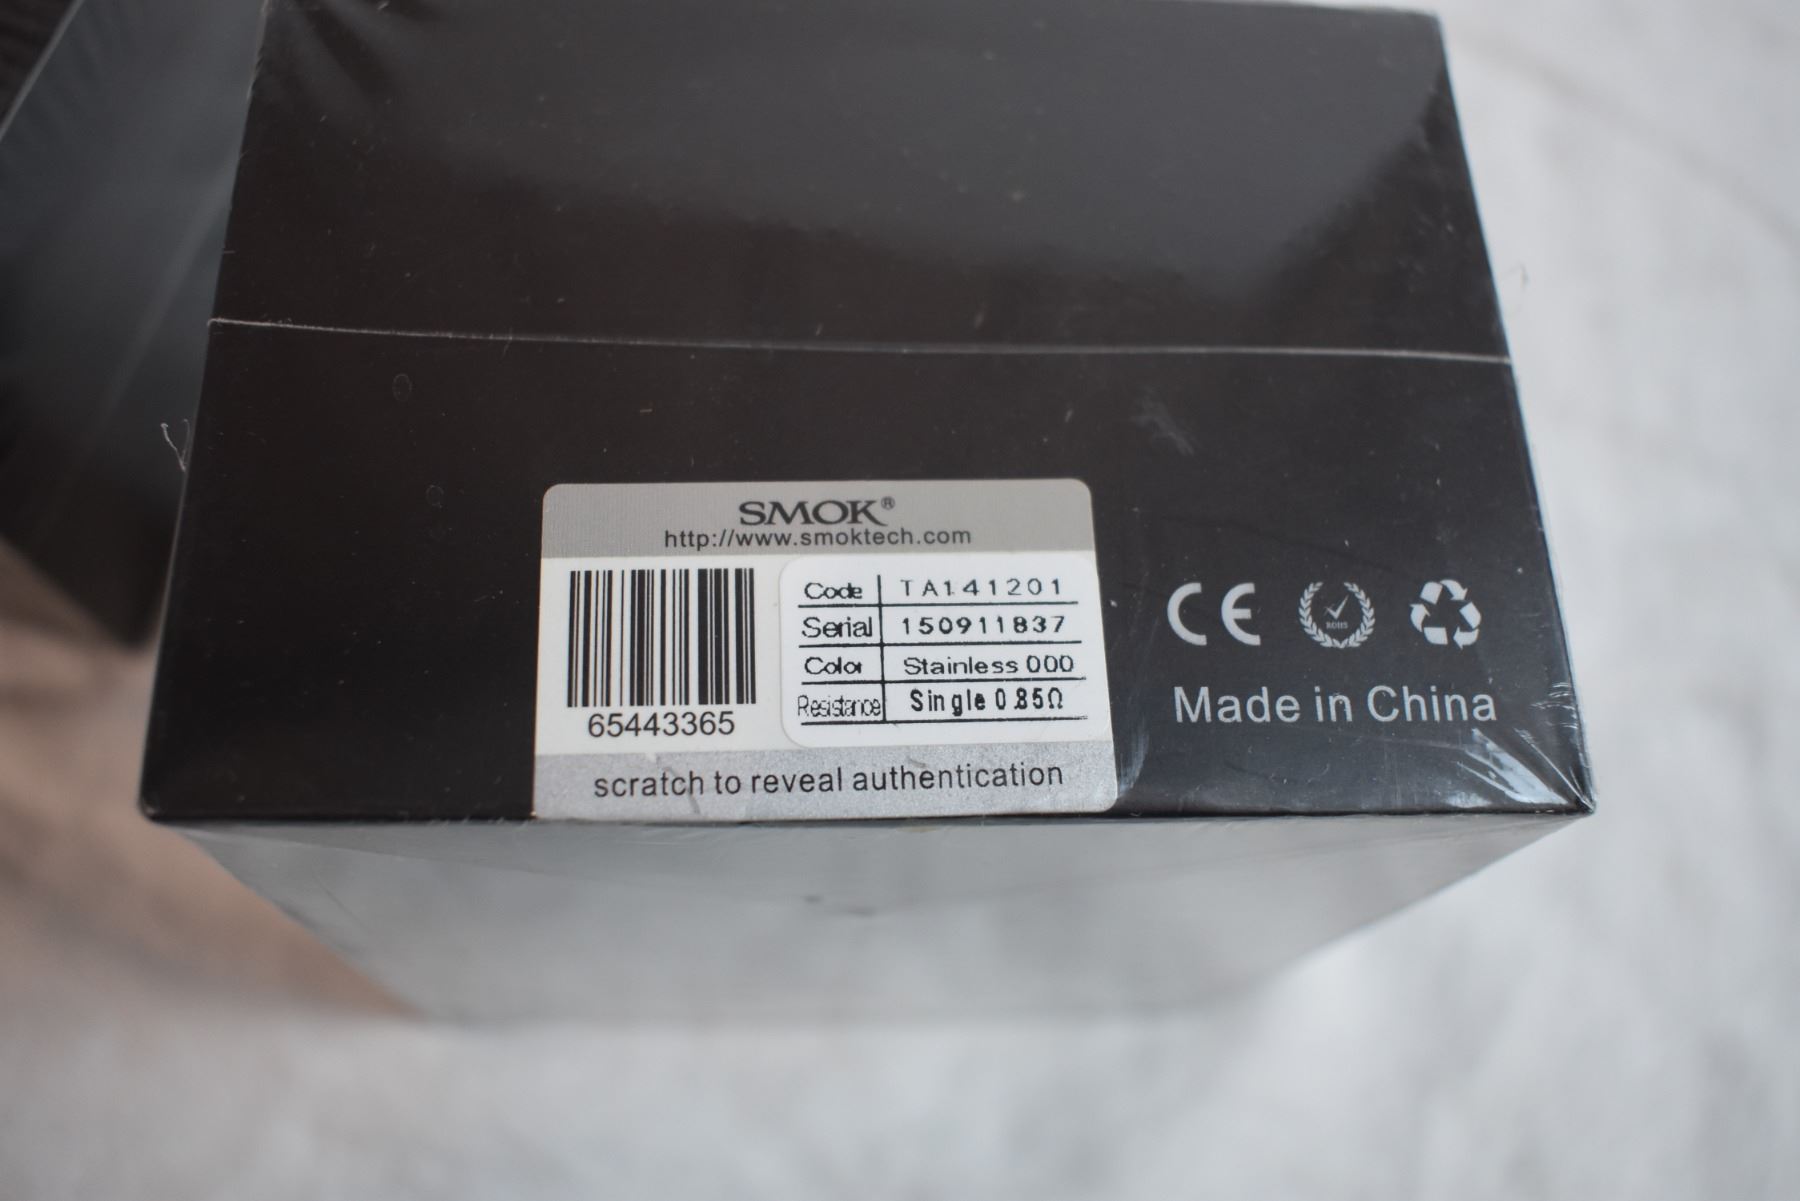 SMOK®
http://www.smoktech.com
Code TA141201
Serial 150911837
Color Stainless 000
Resistance Single 0.85Ω
65443365
scratch to reveal authentication
CE
ROHS
Made in China